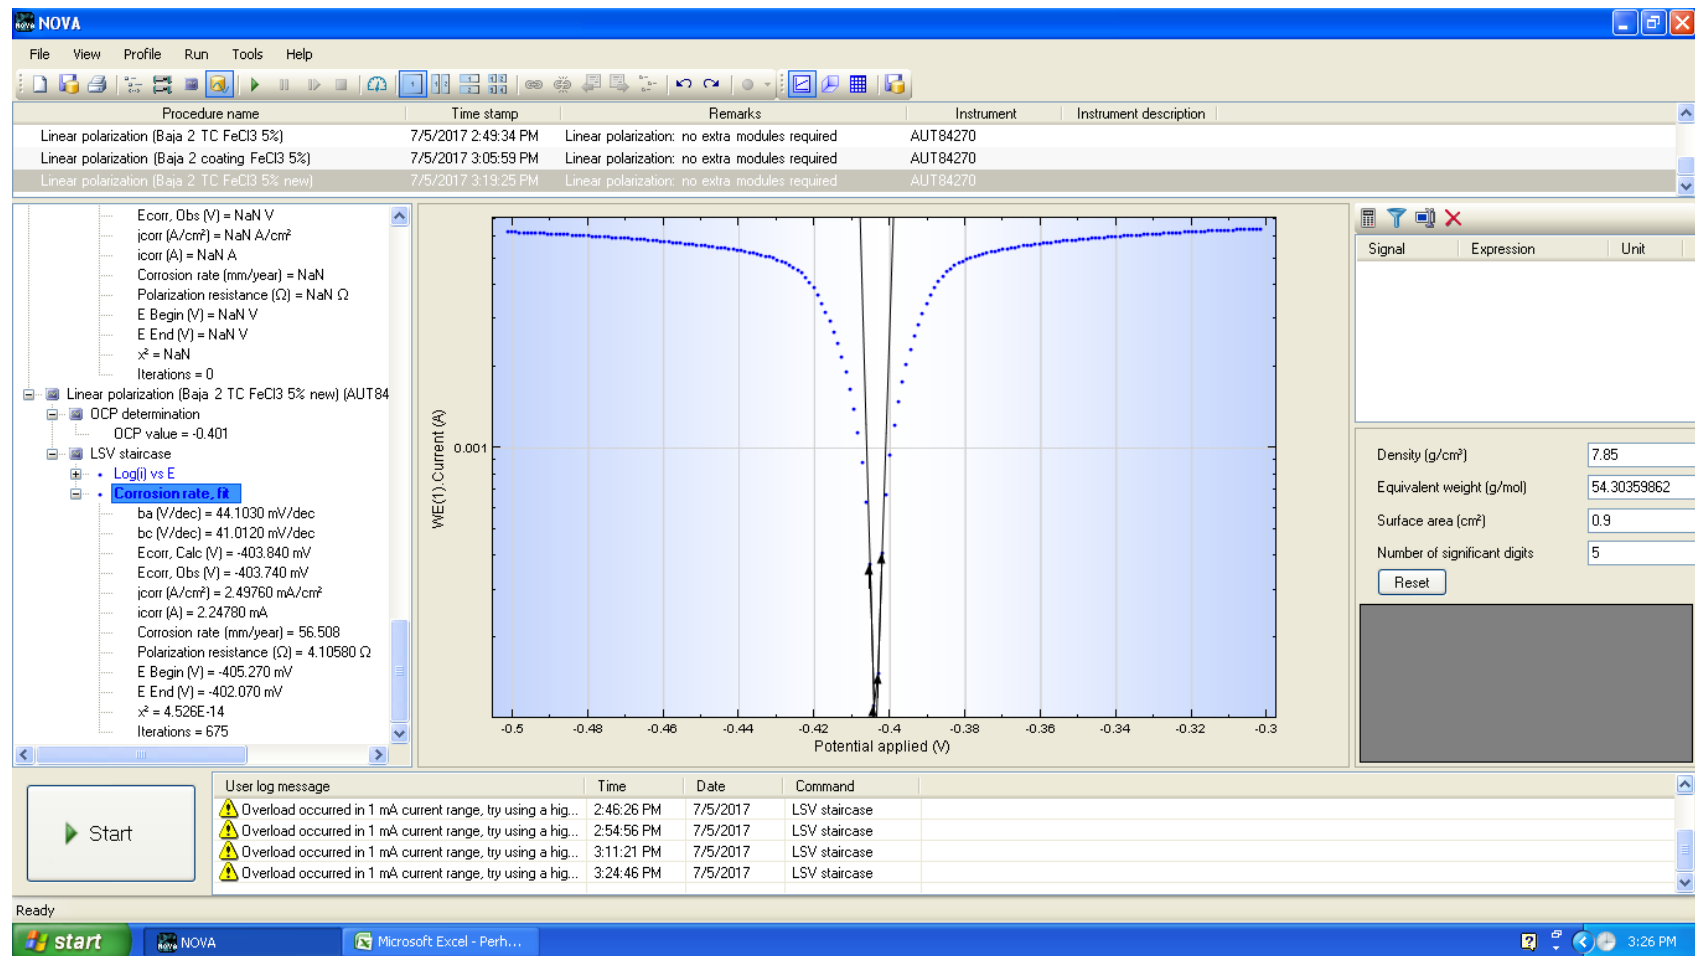 NOVA
File View Profile Run Tools Help
Procedure name Time stamp Remarks Instrument Instrument description
Linear polarization (Baja 2 TC FeCl3 5%) 7/5/2017 2:49:34 PM Linear polarization: no extra modules required AUT84270
Linear polarization (Baja 2 coating FeCl3 5%) 7/5/2017 3:05:59 PM Linear polarization: no extra modules required AUT84270
Linear polarization (Baja 2 TC FeCl3 5% new) 7/5/2017 3:19:25 PM Linear polarization: no extra modules required AUT84270
Ecorr, Obs (V) = NaN V
jcorr (A/cm²) = NaN A/cm²
icorr (A) = NaN A
Corrosion rate (mm/year) = NaN
Polarization resistance (Ω) = NaN Ω
E Begin (V) = NaN V
E End (V) = NaN V
x² = NaN
Iterations = 0
Linear polarization (Baja 2 TC FeCl3 5% new) (AUT84
OCP determination
OCP value = -0.401
LSV staircase
Log(i) vs E
Corrosion rate, fit
ba (V/dec) = 44.1030 mV/dec
bc (V/dec) = 41.0120 mV/dec
Ecorr, Calc (V) = -403.840 mV
Ecorr, Obs (V) = -403.740 mV
jcorr (A/cm²) = 2.49760 mA/cm²
icorr (A) = 2.24780 mA
Corrosion rate (mm/year) = 56.508
Polarization resistance (Ω) = 4.10580 Ω
E Begin (V) = -405.270 mV
E End (V) = -402.070 mV
x² = 4.526E-14
Iterations = 675
WE(1).Current (A)
0.001
-0.5 -0.48 -0.46 -0.44 -0.42 -0.4 -0.38 -0.36 -0.34 -0.32 -0.3
Potential applied (V)
Signal Expression Unit
Density (g/cm³) 7.85
Equivalent weight (g/mol) 54.30359862
Surface area (cm²) 0.9
Number of significant digits 5
Reset
Start
User log message Time Date Command
Overload occurred in 1 mA current range, try using a hig... 2:46:26 PM 7/5/2017 LSV staircase
Overload occurred in 1 mA current range, try using a hig... 2:54:56 PM 7/5/2017 LSV staircase
Overload occurred in 1 mA current range, try using a hig... 3:11:21 PM 7/5/2017 LSV staircase
Overload occurred in 1 mA current range, try using a hig... 3:24:46 PM 7/5/2017 LSV staircase
Ready
start NOVA Microsoft Excel - Perh... 3:26 PM